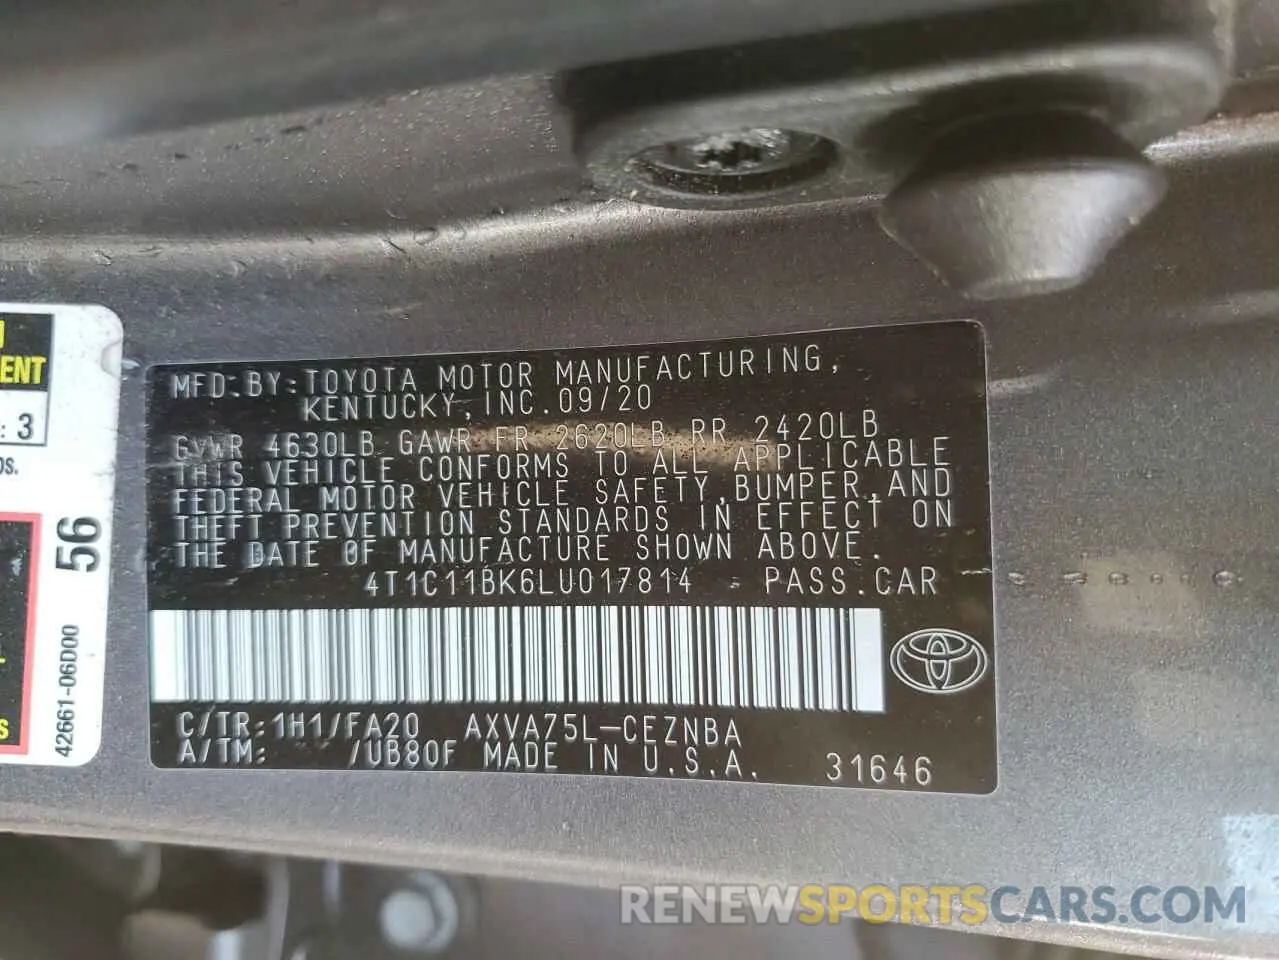 ENT
: 3
OS.
S
56
42661-06D00
MFD.BY:TOYOTA MOTOR MANUFACTURING,
KENTUCKY,INC.09/20
GVWR 4630LB GAWR FR 2620LB RR 2420LB
THIS VEHICLE CONFORMS TO ALL APPLICABLE
FEDERAL MOTOR VEHICLE SAFETY,BUMPER,AND
THEFT PREVENTION STANDARDS IN EFFECT ON
THE DATE OF MANUFACTURE SHOWN ABOVE.
4T1C11BK6LU017814 PASS.CAR
C/TR:1H1/FA20 AXVA75L-CEZNBA
A/TM: /UB80F MADE IN U.S.A. 31646
RENEWSPORTSCARS.COM